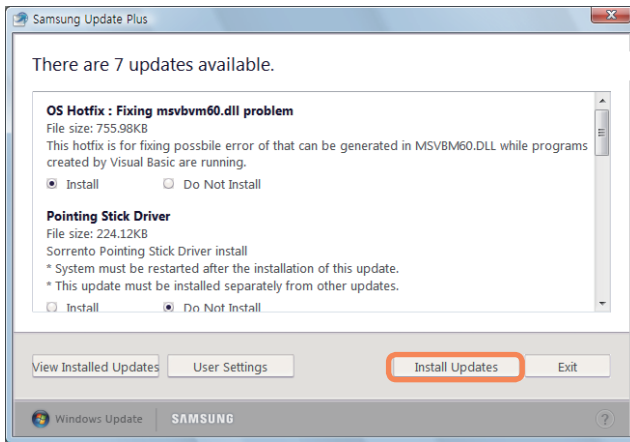 Samsung Update Plus
There are 7 updates available.
OS Hotfix : Fixing msvbvm60.dll problem
File size: 755.98KB
This hotfix is for fixing possbile error of that can be generated in MSVBM60.DLL while programs
created by Visual Basic are running.
Install Do Not Install
Pointing Stick Driver
File size: 224.12KB
Sorrento Pointing Stick Driver install
* System must be restarted after the installation of this update.
* This update must be installed separately from other updates.
Install Do Not Install
View Installed Updates User Settings Install Updates Exit
Windows Update SAMSUNG ?